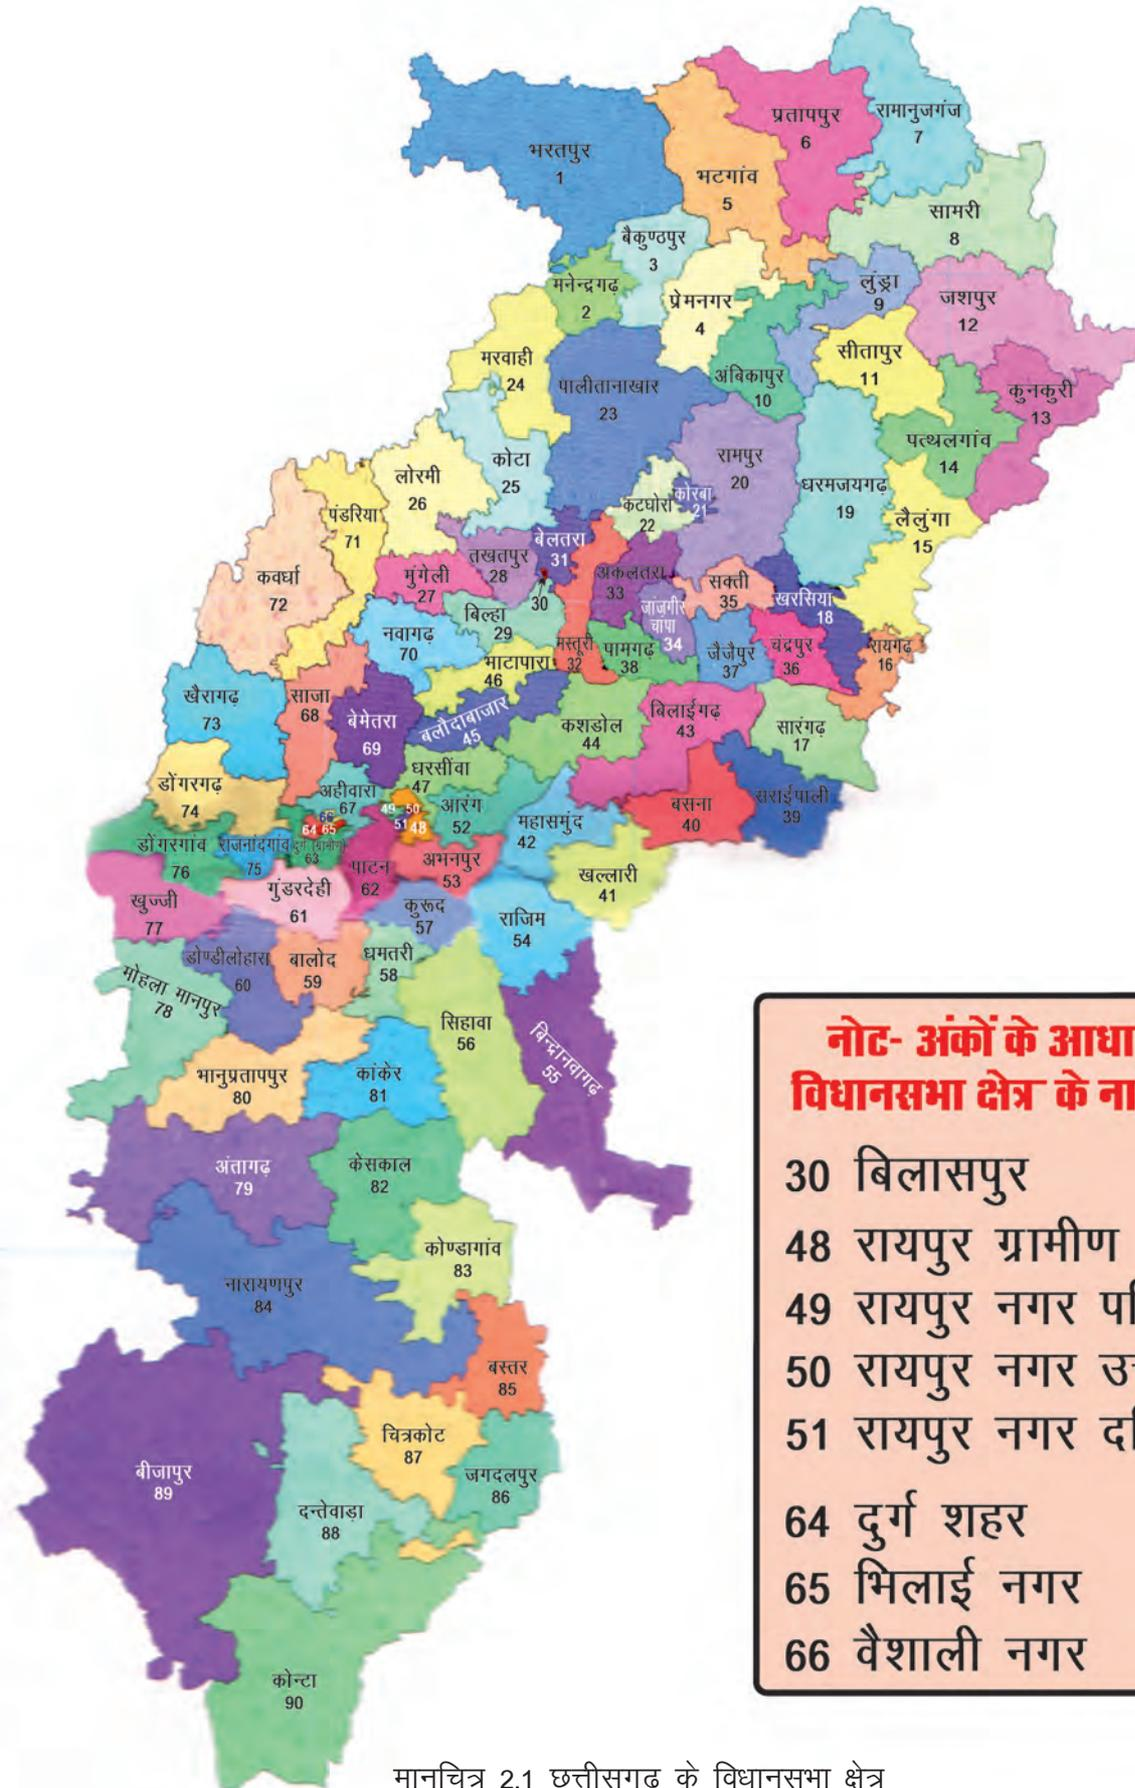 रामानुजगंज
7
प्रतापपुर
6
भरतपुर
1
भटगांव
5
सामरी
8
बैकुण्ठपुर
3
मनेन्द्रगढ़
2
प्रेमनगर
4
लुंड्रा
9
जशपुर
12
सीतापुर
11
मरवाही
24
पालीतानाखार
23
अंबिकापुर
10
कुनकुरी
13
पत्थलगांव
14
कोटा
25
लोरमी
26
रामपुर
20
धरमजयगढ़
19
कटघोरा
22
कोरबा
21
लैलुंगा
15
पंडरिया
71
कवर्धा
72
तखतपुर
28
बेलतरा
31
मुंगेली
27
30
अकलतरा
33
सक्ती
35
खरसिया
18
जांजगीर
चापा
34
बिल्हा
29
नवागढ़
70
मस्तूरी
32
पामगढ़
38
जैजैपुर
37
चंद्रपुर
36
रायगढ़
16
भाटापारा
46
खैरागढ़
73
साजा
68
बेमेतरा
69
बलौदाबाजार
45
कशडोल
44
बिलाईगढ़
43
सारंगढ़
17
डोंगरगढ़
74
अहीवारा
67
धरसींवा
47
आरंग
52
49
50
51
48
66
64
65
महासमुंद
42
बसना
40
सराईपाली
39
डोंगरगांव
76
राजनांदगांव
75
दुर्ग (ग्रामीण)
63
पाटन
62
अभनपुर
53
खल्लारी
41
खुज्जी
77
गुंडरदेही
61
कुरूद
57
राजिम
54
डोण्डीलोहारा
60
बालोद
59
धमतरी
58
मोहला मानपुर
78
सिहावा
56
बिन्द्रानवागढ़
55
भानुप्रतापपुर
80
कांकेर
81
अंतागढ़
79
केसकाल
82
कोण्डागांव
83
नारायणपुर
84
बस्तर
85
चित्रकोट
87
जगदलपुर
86
बीजापुर
89
दन्तेवाड़ा
88
कोन्टा
90
नोट- अंकों के आधा
विधानसभा क्षेत्र के ना
30 बिलासपुर
48 रायपुर ग्रामीण
49 रायपुर नगर
50 रायपुर नगर
51 रायपुर नगर
64 दुर्ग शहर
65 भिलाई नगर
66 वैशाली नगर
मानचित्र 2.1 छत्तीसगढ़ के विधानसभा क्षेत्र